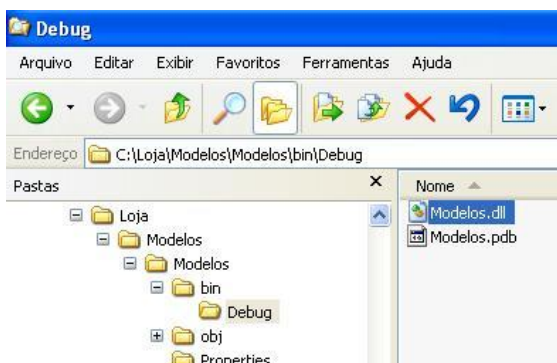 Debug
Arquivo Editar Exibir Favoritos Ferramentas Ajuda
Endereço C:\Loja\Modelos\Modelos\bin\Debug
Pastas x
Loja
Modelos
Modelos
bin
Debug
obj
Properties
Nome
Modelos.dll
Modelos.pdb